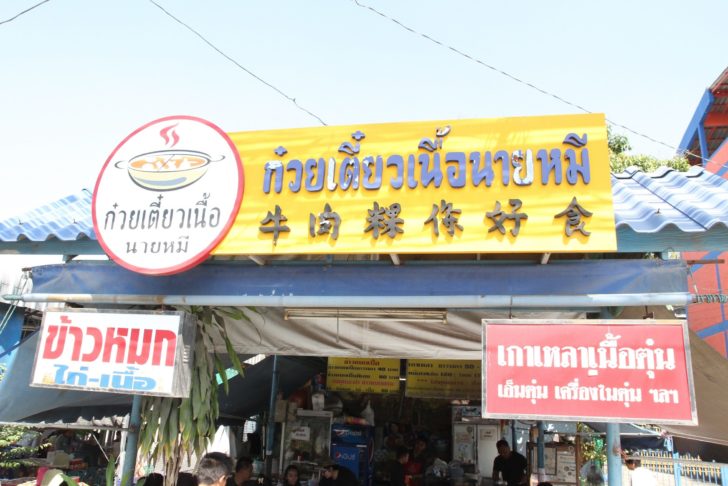 ก๋วยเตี๋ยวเนื้อนายหมี
牛肉粿你好食
ก๋วยเตี๋ยวเนื้อ
นายหมี
ข้าวหมก
ไก่-เนื้อ
เกาเหลาเนื้อตุ๋น
เอ็นตุ๋น เครื่องในตุ๋น ฯลฯ
PEPSI